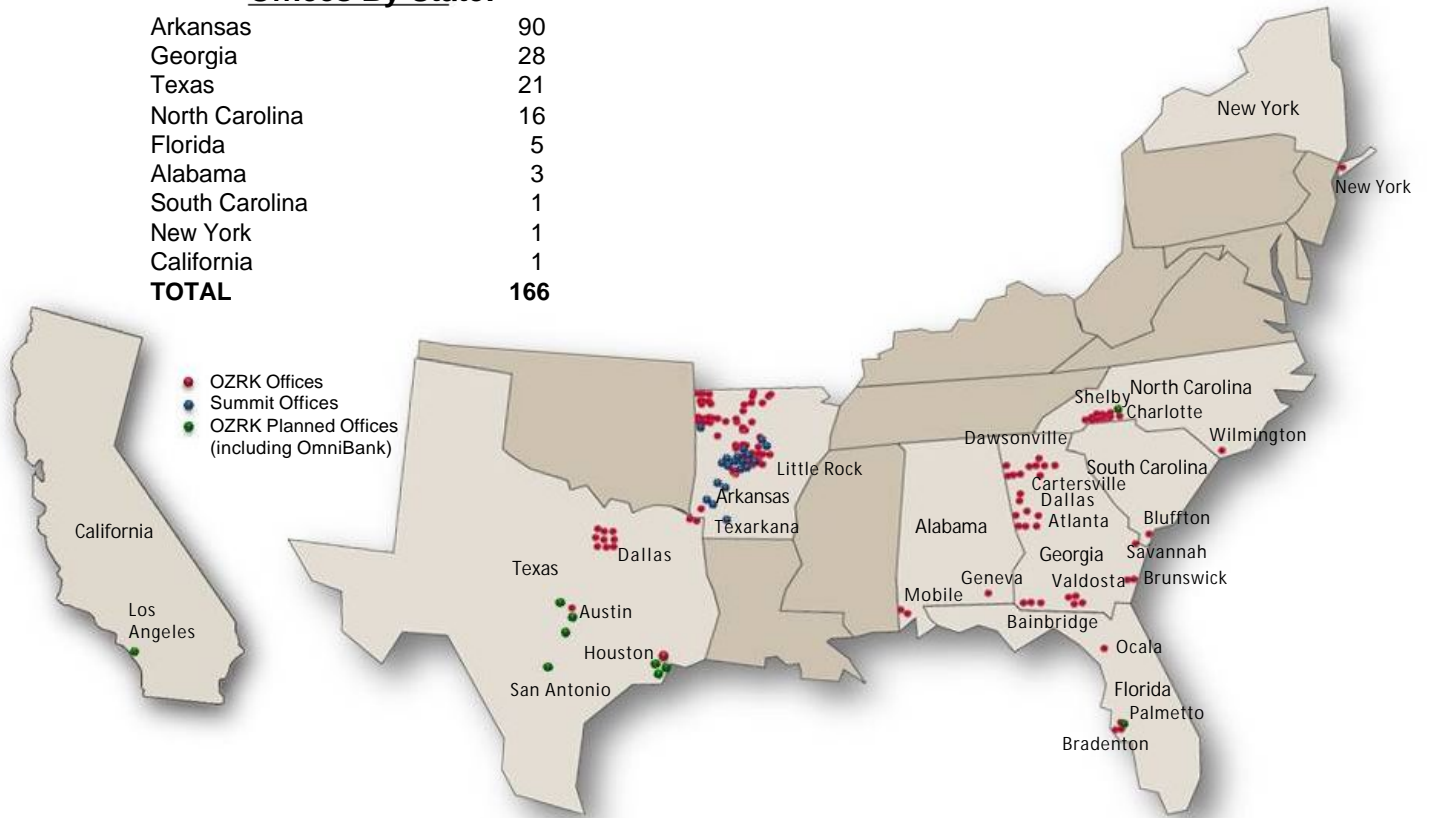 Offices By State:
Arkansas 90
Georgia 28
Texas 21
North Carolina 16
Florida 5
Alabama 3
South Carolina 1
New York 1
California 1
TOTAL 166
OZRK Offices
Summit Offices
OZRK Planned Offices
(including OmniBank)
New York
New York
North Carolina
Shelby
Charlotte
Wilmington
Dawsonville
South Carolina
Cartersville
Dallas
Atlanta
Bluffton
Georgia
Savannah
Valdosta
Brunswick
Bainbridge
Alabama
Geneva
Mobile
Little Rock
Arkansas
Texarkana
Dallas
Texas
Austin
Houston
San Antonio
California
Los
Angeles
Ocala
Florida
Palmetto
Bradenton